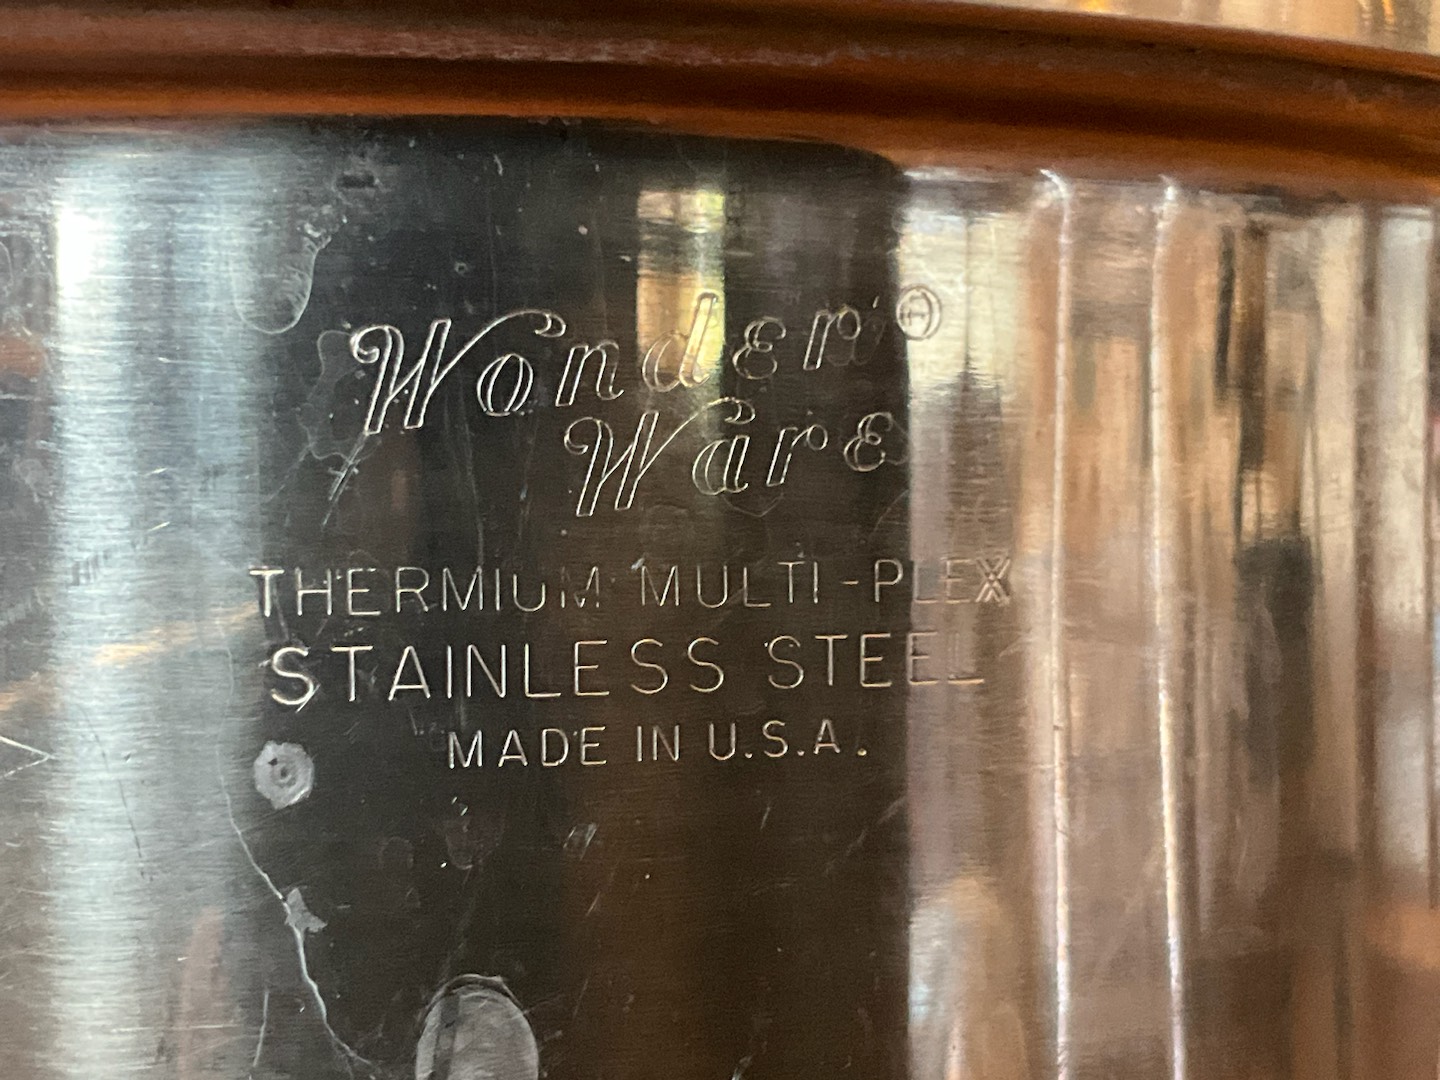 Wonder ®
Ware
THERMIUM MULTI-PLEX
STAINLESS STEEL
MADE IN U.S.A.